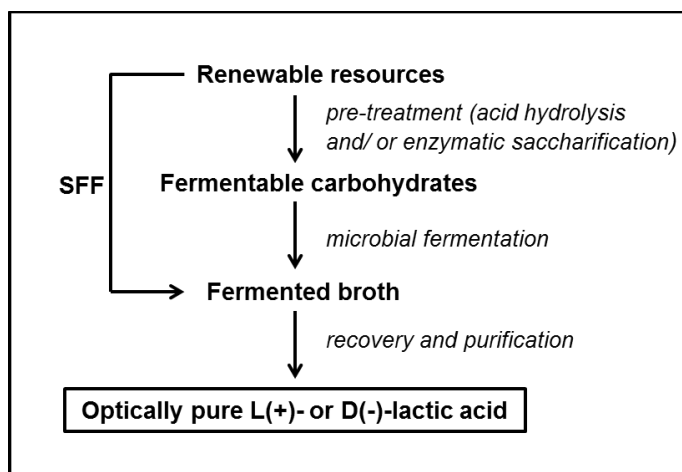 Renewable resources
pre-treatment (acid hydrolysis
and/ or enzymatic saccharification)
SFF
Fermentable carbohydrates
microbial fermentation
Fermented broth
recovery and purification
Optically pure L(+)- or D(-)-lactic acid